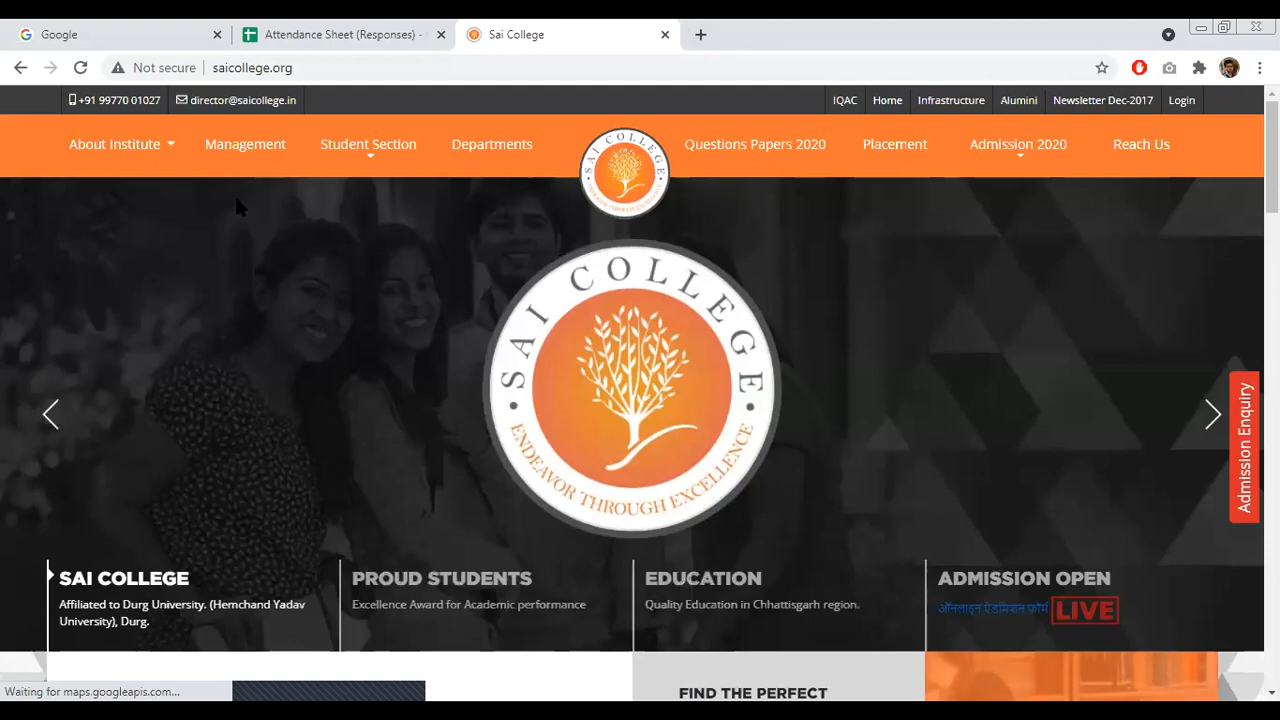 Google
Attendance Sheet (Responses) -
Sai College
Not secure
saicollege.org
+91 99770 01027
director@saicollege.in
IQAC
Home
Infrastructure
Alumini
Newsletter Dec-2017
Login
About Institute
Management
Student Section
Departments
SAI COLLEGE
Questions Papers 2020
Placement
Admission 2020
Reach Us
SAI COLLEGE
ENDEAVOR THROUGH EXCELLENCE
Admission Enquiry
SAI COLLEGE
Affiliated to Durg University. (Hemchand Yadav
University), Durg.
PROUD STUDENTS
Excellence Award for Academic performance
EDUCATION
Quality Education in Chhattisgarh region.
ADMISSION OPEN
ऑनलाइन ऐडमिशन फॉर्म LIVE
Waiting for maps.googleapis.com...
FIND THE PERFECT